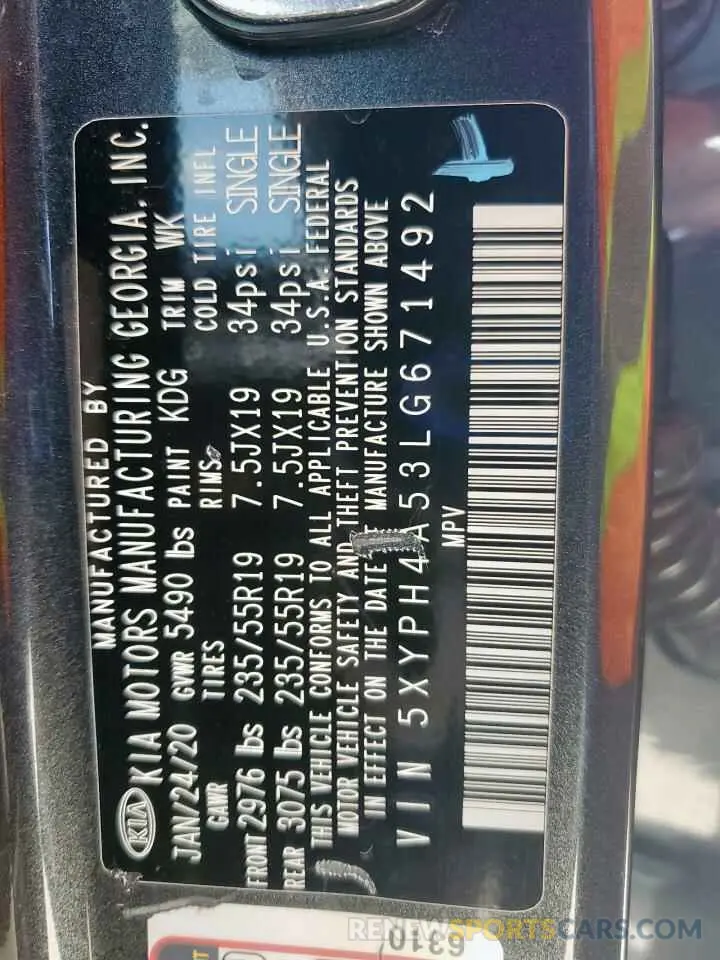 MANUFACTURED BY
KIA KIA MOTORS MANUFACTURING GEORGIA, INC.
JAN/24/20 GVWR 5490 lbs PAINT KDG TRIM WK
GAWR TIRES RIMS COLD TIRE INFL
FRONT 2976 lbs 235/55R19 7.5JX19 34psi SINGLE
REAR 3075 lbs 235/55R19 7.5JX19 34psi SINGLE
THIS VEHICLE CONFORMS TO ALL APPLICABLE U.S.A. FEDERAL
MOTOR VEHICLE SAFETY AND THEFT PREVENTION STANDARDS
IN EFFECT ON THE DATE MANUFACTURE SHOWN ABOVE
VIN 5XYPH4A53LG671492
MPV
6310
RENEWSPORTSCARS.COM